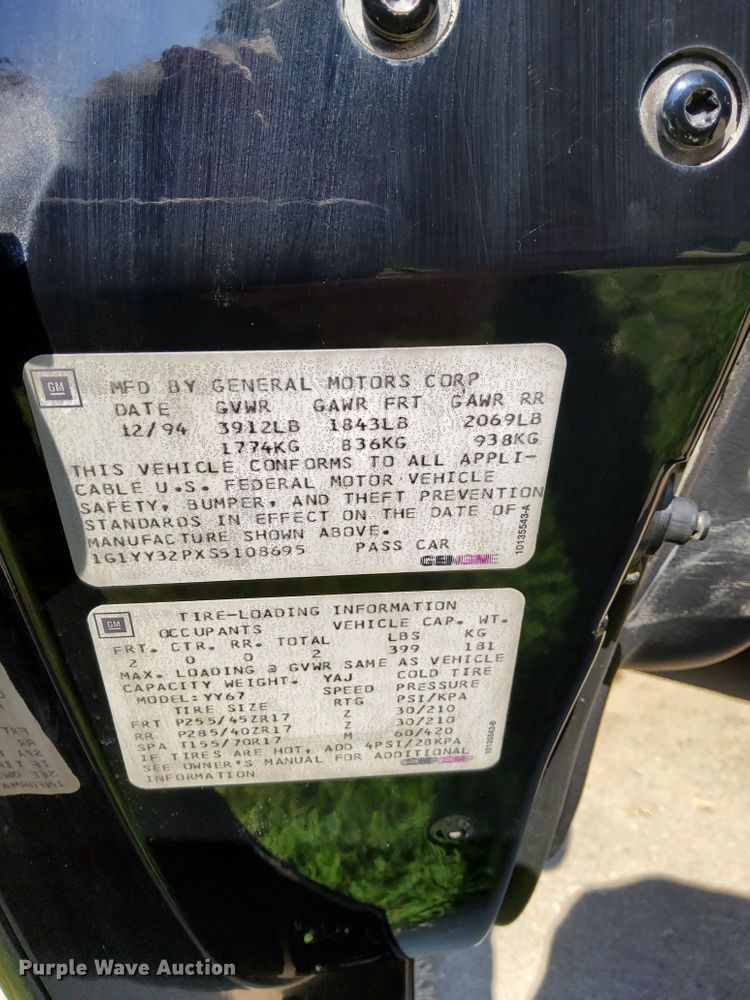 GM
MFD BY GENERAL MOTORS CORP
DATE GVWR GAWR FRT GAWR RR
12/94 3912LB 1843LB 2069LB
1774KG 836KG 938KG
THIS VEHICLE CONFORMS TO ALL APPLI-
CABLE U.S. FEDERAL MOTOR VEHICLE
SAFETY, BUMPER, AND THEFT PREVENTION
STANDARDS IN EFFECT ON THE DATE OF
MANUFACTURE SHOWN ABOVE.
1G1YY32PXS5108695 PASS CAR
10135543-A
GM
TIRE-LOADING INFORMATION
OCCUPANTS VEHICLE CAP. WT.
FRT. CTR. RR. TOTAL LBS KG
2 0 0 2 399 181
MAX. LOADING @ GVWR SAME AS VEHICLE
CAPACITY WEIGHT. YAJ COLD TIRE
MODEL: YY67 SPEED PRESSURE
TIRE SIZE RTG PSI/KPA
FRT P255/45ZR17 Z 30/210
RR P285/40ZR17 Z 30/210
SPA T155/70R17 M 60/420
IF TIRES ARE HOT, ADD 4PSI/28KPA
SEE OWNER'S MANUAL FOR ADDITIONAL
INFORMATION
10135543-B
Purple Wave Auction